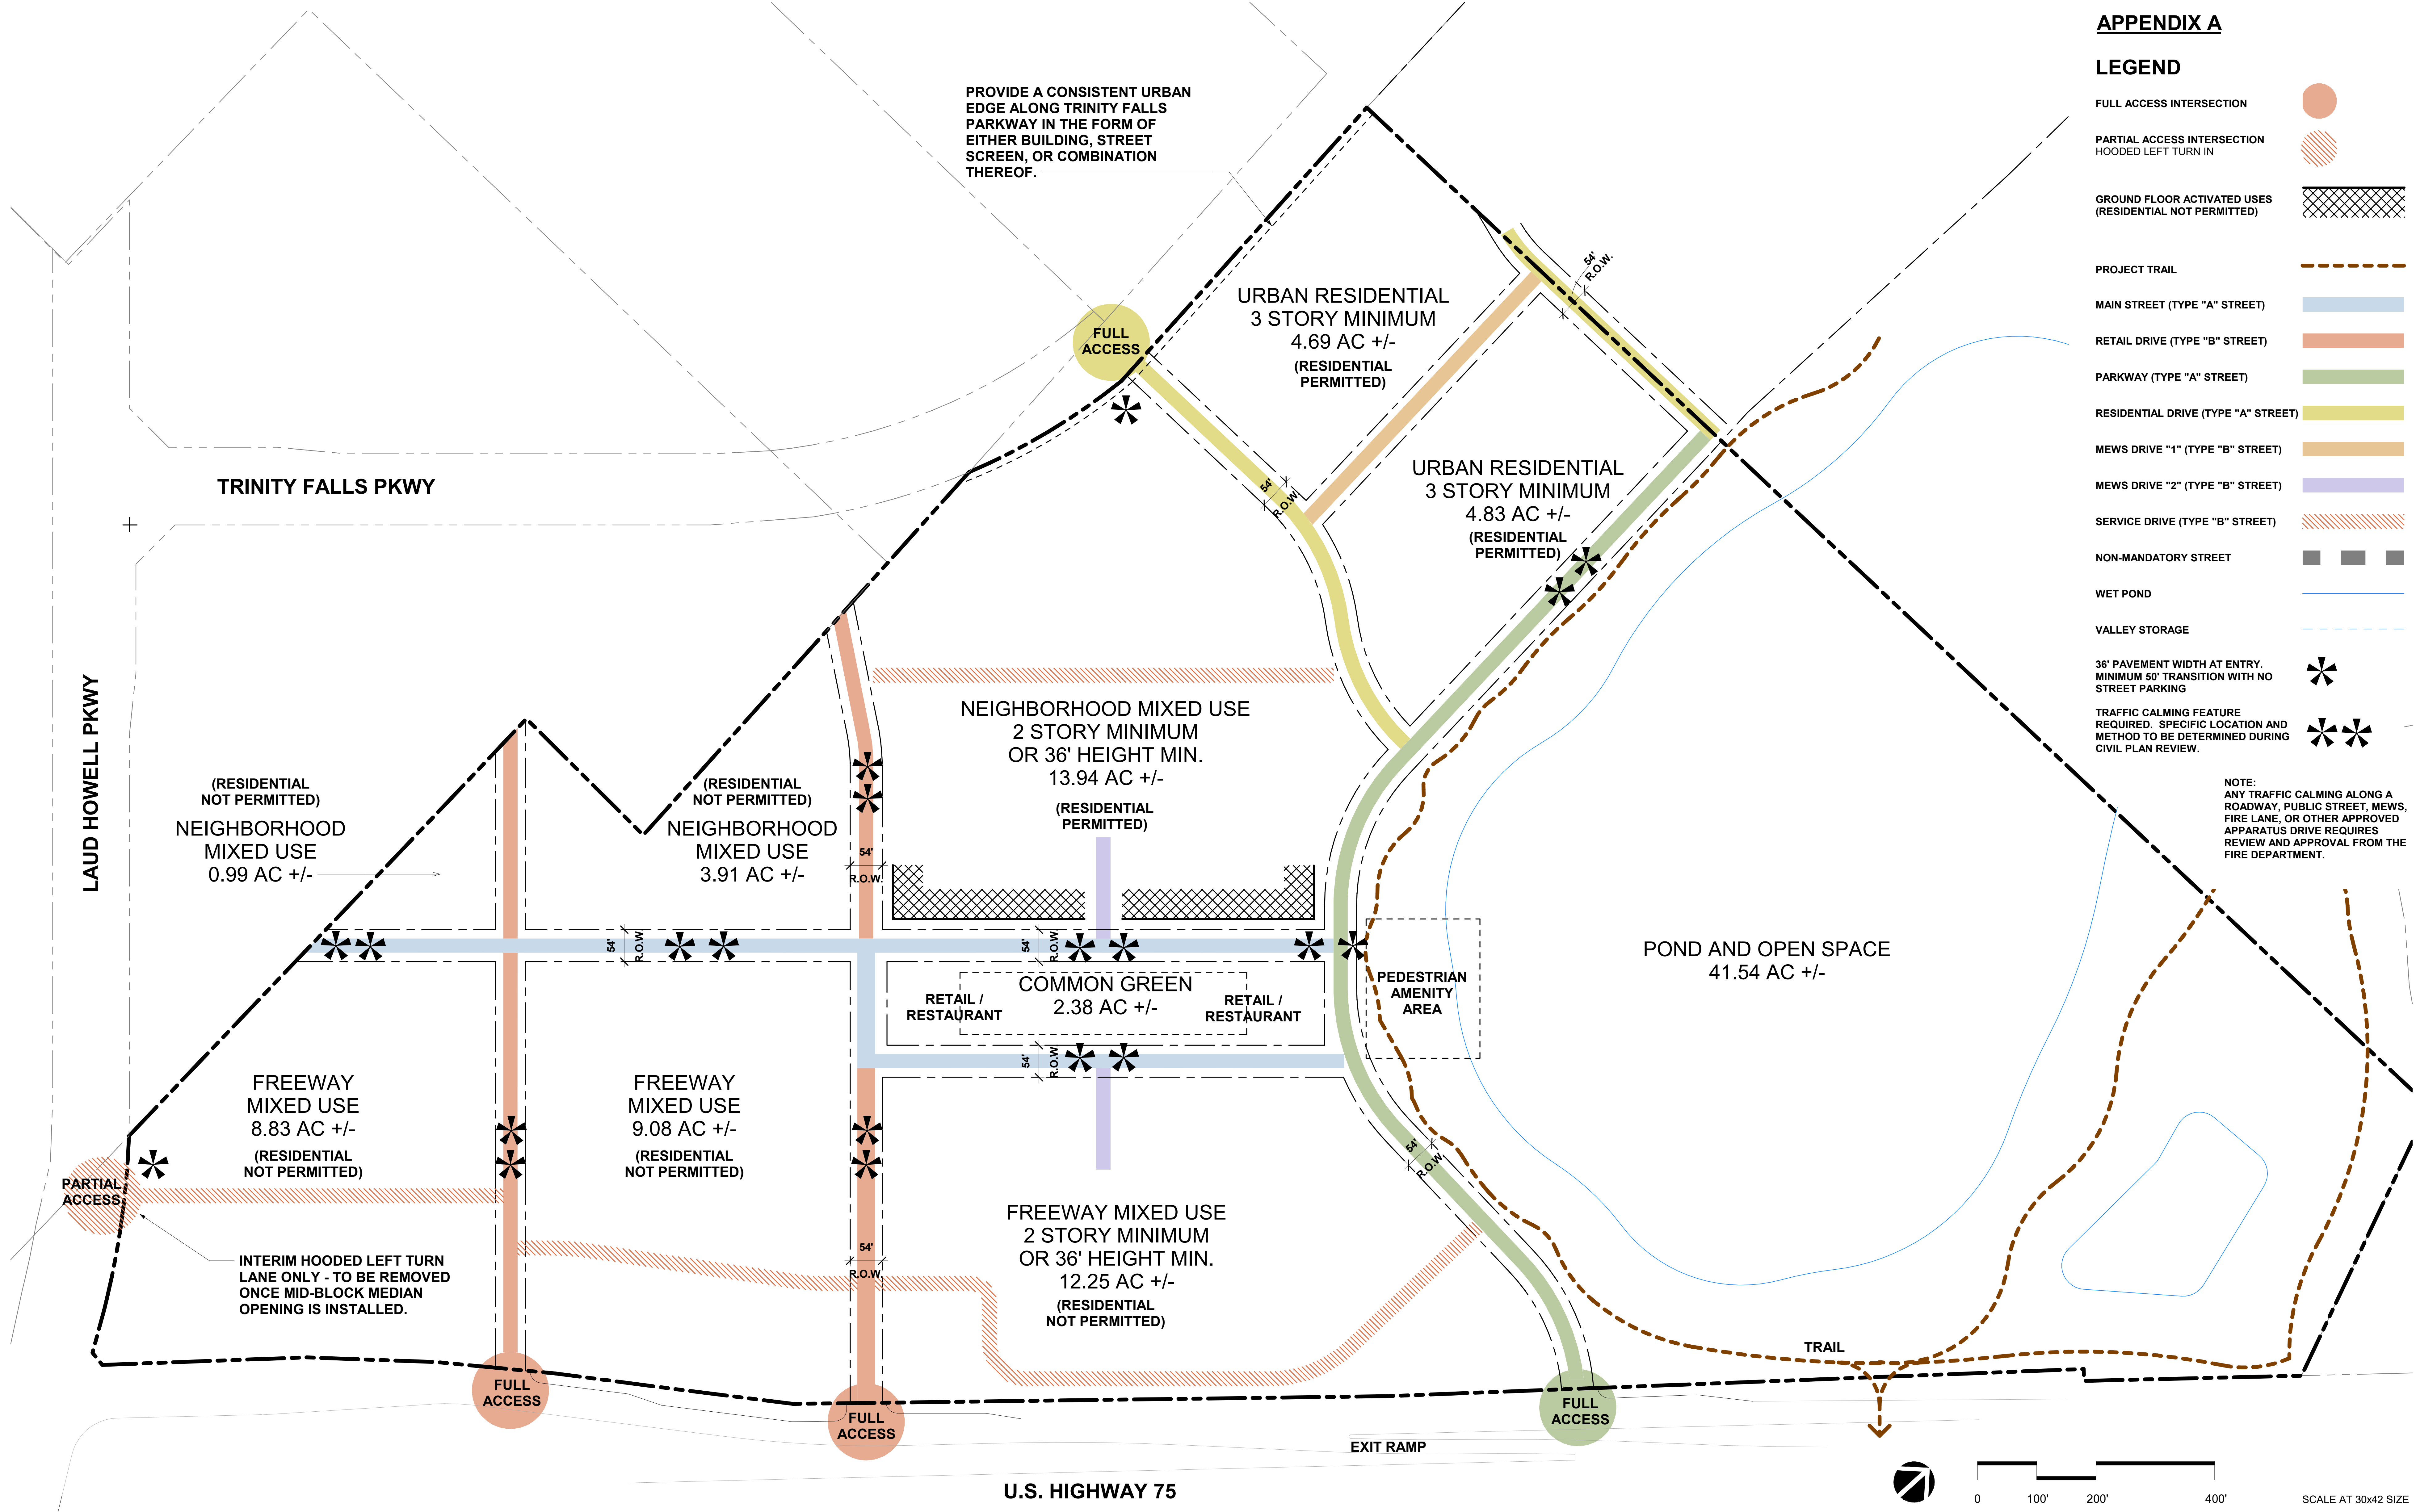 APPENDIX A
LEGEND
FULL ACCESS INTERSECTION
PARTIAL ACCESS INTERSECTION
HOODED LEFT TURN IN
GROUND FLOOR ACTIVATED USES
(RESIDENTIAL NOT PERMITTED)
PROJECT TRAIL
MAIN STREET (TYPE "A" STREET)
RETAIL DRIVE (TYPE "B" STREET)
PARKWAY (TYPE "A" STREET)
RESIDENTIAL DRIVE (TYPE "A" STREET)
MEWS DRIVE "1" (TYPE "B" STREET)
MEWS DRIVE "2" (TYPE "B" STREET)
SERVICE DRIVE (TYPE "B" STREET)
NON-MANDATORY STREET
WET POND
VALLEY STORAGE
36' PAVEMENT WIDTH AT ENTRY.
MINIMUM 50' TRANSITION WITH NO
STREET PARKING
TRAFFIC CALMING FEATURE
REQUIRED. SPECIFIC LOCATION AND
METHOD TO BE DETERMINED DURING
CIVIL PLAN REVIEW.
NOTE:
ANY TRAFFIC CALMING ALONG A
ROADWAY, PUBLIC STREET, MEWS,
FIRE LANE, OR OTHER APPROVED
APPARATUS DRIVE REQUIRES
REVIEW AND APPROVAL FROM THE
FIRE DEPARTMENT.
PROVIDE A CONSISTENT URBAN
EDGE ALONG TRINITY FALLS
PARKWAY IN THE FORM OF
EITHER BUILDING, STREET
SCREEN, OR COMBINATION
THEREOF.
54'
R.O.W.
URBAN RESIDENTIAL
3 STORY MINIMUM
4.69 AC +/-
(RESIDENTIAL
PERMITTED)
FULL
ACCESS
URBAN RESIDENTIAL
3 STORY MINIMUM
4.83 AC +/-
(RESIDENTIAL
PERMITTED)
54'
R.O.W.
TRINITY FALLS PKWY
LAUD HOWELL PKWY
NEIGHBORHOOD MIXED USE
2 STORY MINIMUM
OR 36' HEIGHT MIN.
13.94 AC +/-
(RESIDENTIAL
PERMITTED)
(RESIDENTIAL
NOT PERMITTED)
NEIGHBORHOOD
MIXED USE
0.99 AC +/-
(RESIDENTIAL
NOT PERMITTED)
NEIGHBORHOOD
MIXED USE
3.91 AC +/-
54'
R.O.W.
54'
R.O.W.
54'
R.O.W.
COMMON GREEN
2.38 AC +/-
RETAIL /
RESTAURANT
RETAIL /
RESTAURANT
PEDESTRIAN
AMENITY
AREA
POND AND OPEN SPACE
41.54 AC +/-
54'
R.O.W.
FREEWAY
MIXED USE
8.83 AC +/-
(RESIDENTIAL
NOT PERMITTED)
FREEWAY
MIXED USE
9.08 AC +/-
(RESIDENTIAL
NOT PERMITTED)
54'
R.O.W.
PARTIAL
ACCESS
FREEWAY MIXED USE
2 STORY MINIMUM
OR 36' HEIGHT MIN.
12.25 AC +/-
(RESIDENTIAL
NOT PERMITTED)
INTERIM HOODED LEFT TURN
LANE ONLY - TO BE REMOVED
ONCE MID-BLOCK MEDIAN
OPENING IS INSTALLED.
54'
R.O.W.
TRAIL
FULL
ACCESS
FULL
ACCESS
FULL
ACCESS
EXIT RAMP
U.S. HIGHWAY 75
0 100' 200' 400'
SCALE AT 30x42 SIZE